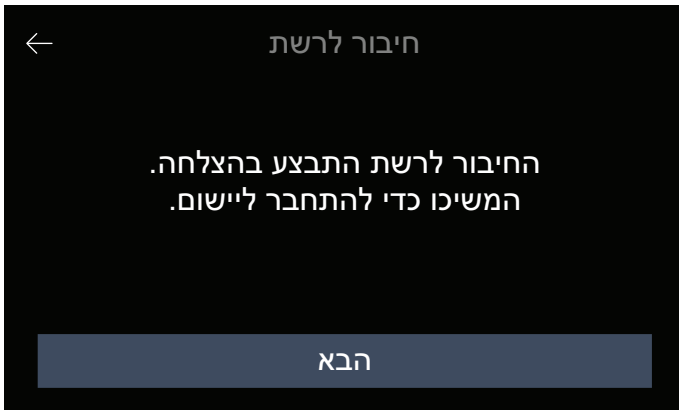 חיבור לרשת
החיבור לרשת התבצע בהצלחה.
המשיכו כדי להתחבר ליישום.
הבא